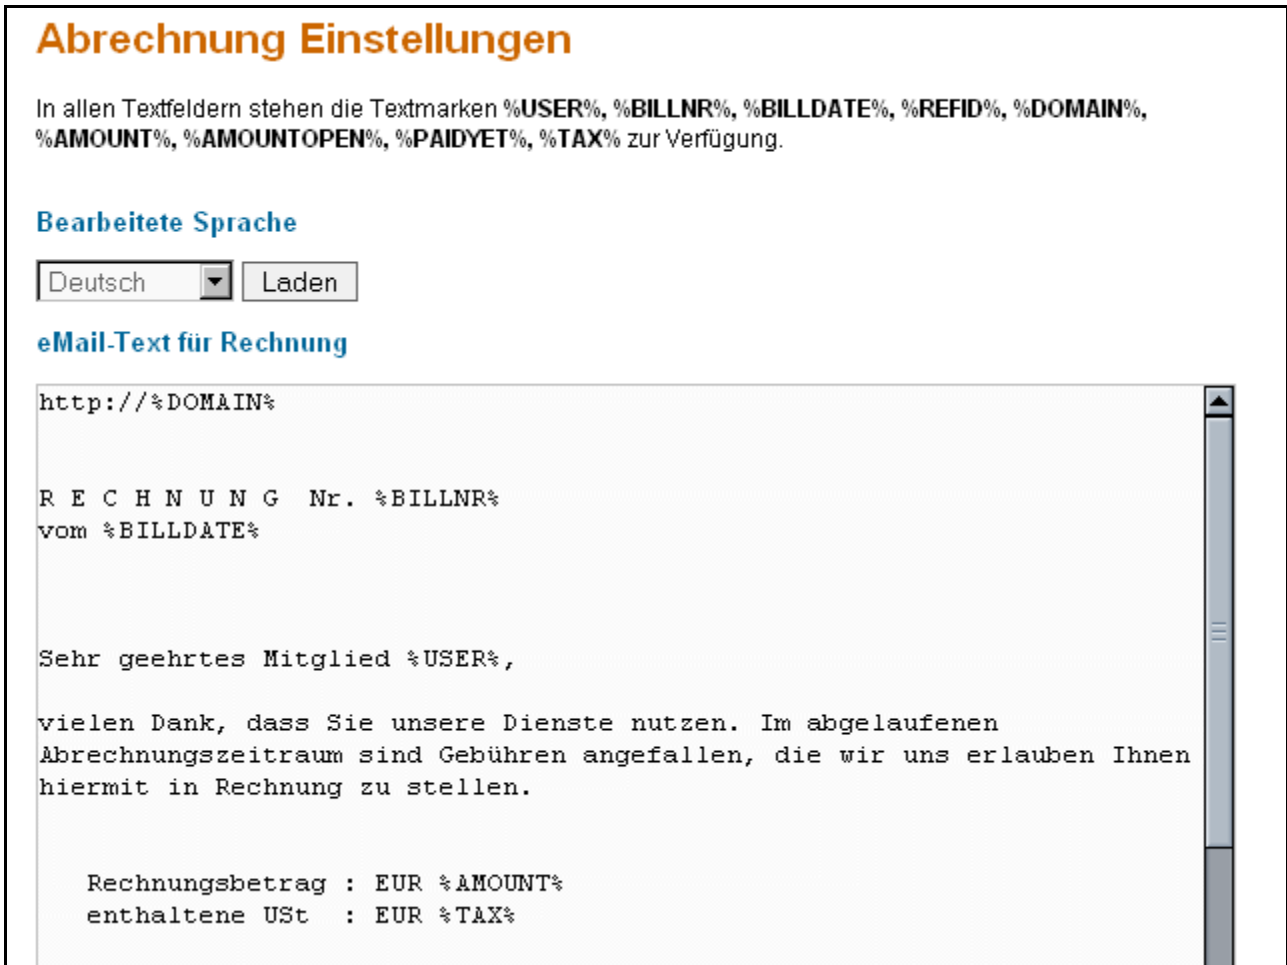 Abrechnung Einstellungen
In allen Textfeldern stehen die Textmarken %USER%, %BILLNR%, %BILLDATE%, %REFID%, %DOMAIN%,
%AMOUNT%, %AMOUNTOPEN%, %PAIDYET%, %TAX% zur Verfügung.
Bearbeitete Sprache
Deutsch Laden
eMail-Text für Rechnung
http://%DOMAIN%
R E C H N U N G  Nr. %BILLNR%
vom %BILLDATE%
Sehr geehrtes Mitglied %USER%,
vielen Dank, dass Sie unsere Dienste nutzen. Im abgelaufenen
Abrechnungszeitraum sind Gebühren angefallen, die wir uns erlauben Ihnen
hiermit in Rechnung zu stellen.
Rechnungsbetrag : EUR %AMOUNT%
enthaltene USt  : EUR %TAX%